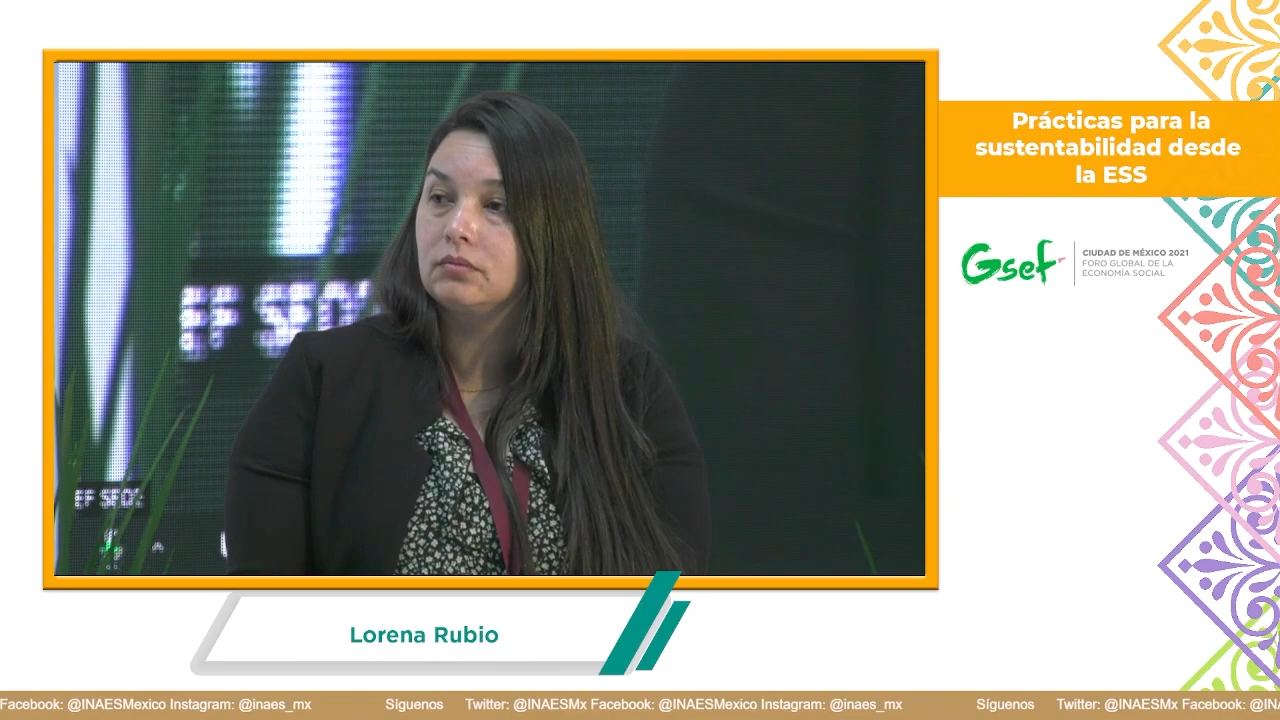 Prácticas para la
sustentabilidad desde
la ESS
Gsef
CIUDAD DE MÉXICO 2021
FORO GLOBAL DE LA
ECONOMÍA SOCIAL
Lorena Rubio
Facebook: @INAESMexico Instagram: @inaes_mx Síguenos Twitter: @INAESMx Facebook: @INAESMexico Instagram: @inaes_mx Síguenos Twitter: @INAESMx Facebook: @INA